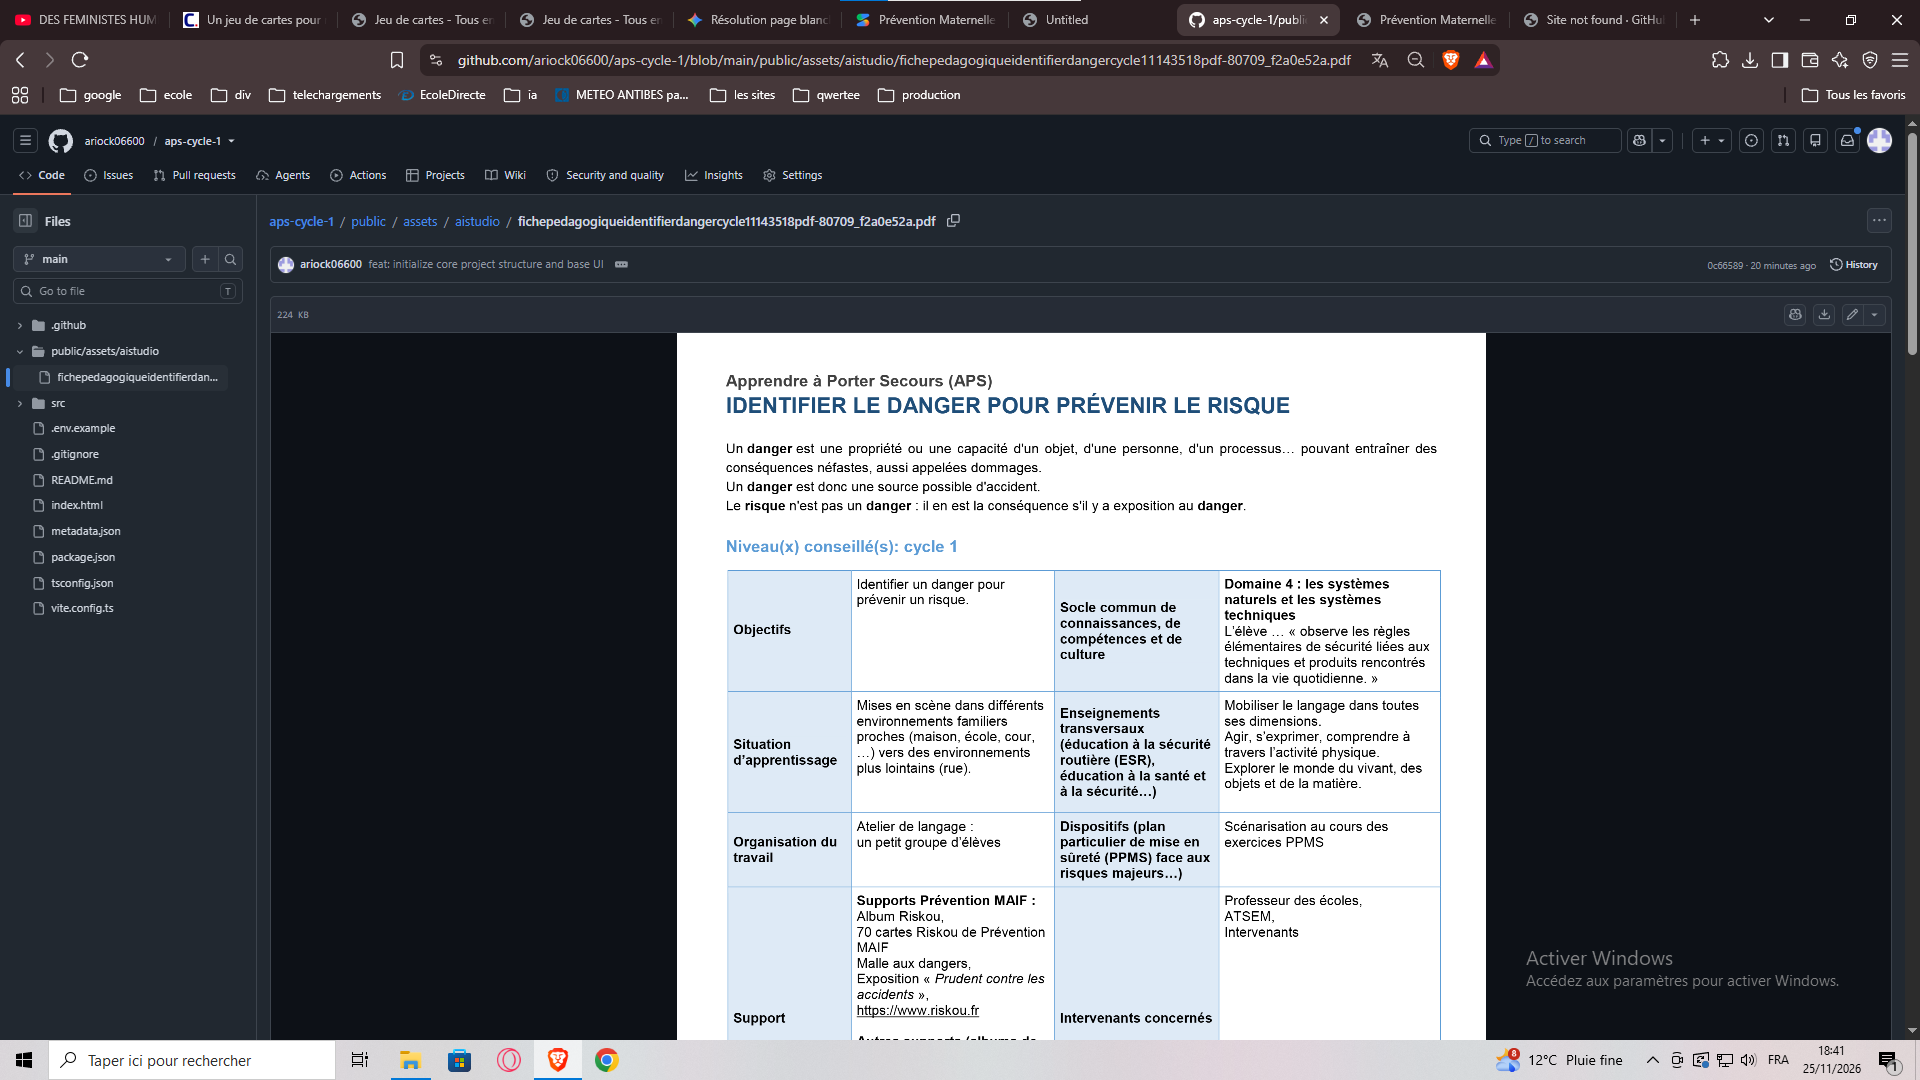 DES FEMINISTES HUM
Un jeu de cartes pour
Jeu de cartes - Tous en
Jeu de cartes - Tous en
Résolution page blanc
Prévention Maternelle
Untitled
aps-cycle-1/publi
Prévention Maternelle
Site not found · GitHu
github.com/ariock06600/aps-cycle-1/blob/main/public/assets/aistudio/fichepedagogiqueidentifierdangercycle11143518pdf-80709_f2a0e52a.pdf
google
ecole
div
telechargements
EcoleDirecte
ia
METEO ANTIBES pa...
les sites
qwertee
production
Tous les favoris
ariock06600 / aps-cycle-1
Type / to search
Code
Issues
Pull requests
Agents
Actions
Projects
Wiki
Security and quality
Insights
Settings
Files
main
Go to file
T
.github
public/assets/aistudio
fichepedagogiqueidentifierdan...
src
.env.example
.gitignore
README.md
index.html
metadata.json
package.json
tsconfig.json
vite.config.ts
aps-cycle-1 / public / assets / aistudio / fichepedagogiqueidentifierdangercycle11143518pdf-80709_f2a0e52a.pdf
ariock06600 feat: initialize core project structure and base UI
0c66589 · 20 minutes ago
History
224 KB
Apprendre à Porter Secours (APS)
IDENTIFIER LE DANGER POUR PRÉVENIR LE RISQUE
Un danger est une propriété ou une capacité d'un objet, d'une personne, d'un processus… pouvant entraîner des
conséquences néfastes, aussi appelées dommages.
Un danger est donc une source possible d'accident.
Le risque n'est pas un danger : il en est la conséquence s'il y a exposition au danger.
Niveau(x) conseillé(s): cycle 1
Objectifs
Identifier un danger pour
prévenir un risque.
Socle commun de
connaissances, de
compétences et de
culture
Domaine 4 : les systèmes
naturels et les systèmes
techniques
L'élève … « observe les règles
élémentaires de sécurité liées aux
techniques et produits rencontrés
dans la vie quotidienne. »
Situation
d'apprentissage
Mises en scène dans différents
environnements familiers
proches (maison, école, cour,
…) vers des environnements
plus lointains (rue).
Enseignements
transversaux
(éducation à la sécurité
routière (ESR),
éducation à la santé et
à la sécurité…)
Mobiliser le langage dans toutes
ses dimensions.
Agir, s'exprimer, comprendre à
travers l'activité physique.
Explorer le monde du vivant, des
objets et de la matière.
Organisation du
travail
Atelier de langage :
un petit groupe d'élèves
Dispositifs (plan
particulier de mise en
sûreté (PPMS) face aux
risques majeurs…)
Scénarisation au cours des
exercices PPMS
Support
Supports Prévention MAIF :
Album Riskou,
70 cartes Riskou de Prévention
MAIF
Malle aux dangers,
Exposition « Prudent contre les
accidents »,
https://www.riskou.fr
Intervenants concernés
Professeur des écoles,
ATSEM,
Intervenants
Activer Windows
Accédez aux paramètres pour activer Windows.
Taper ici pour rechercher
8
12°C Pluie fine
FRA
18:41
25/11/2026
1